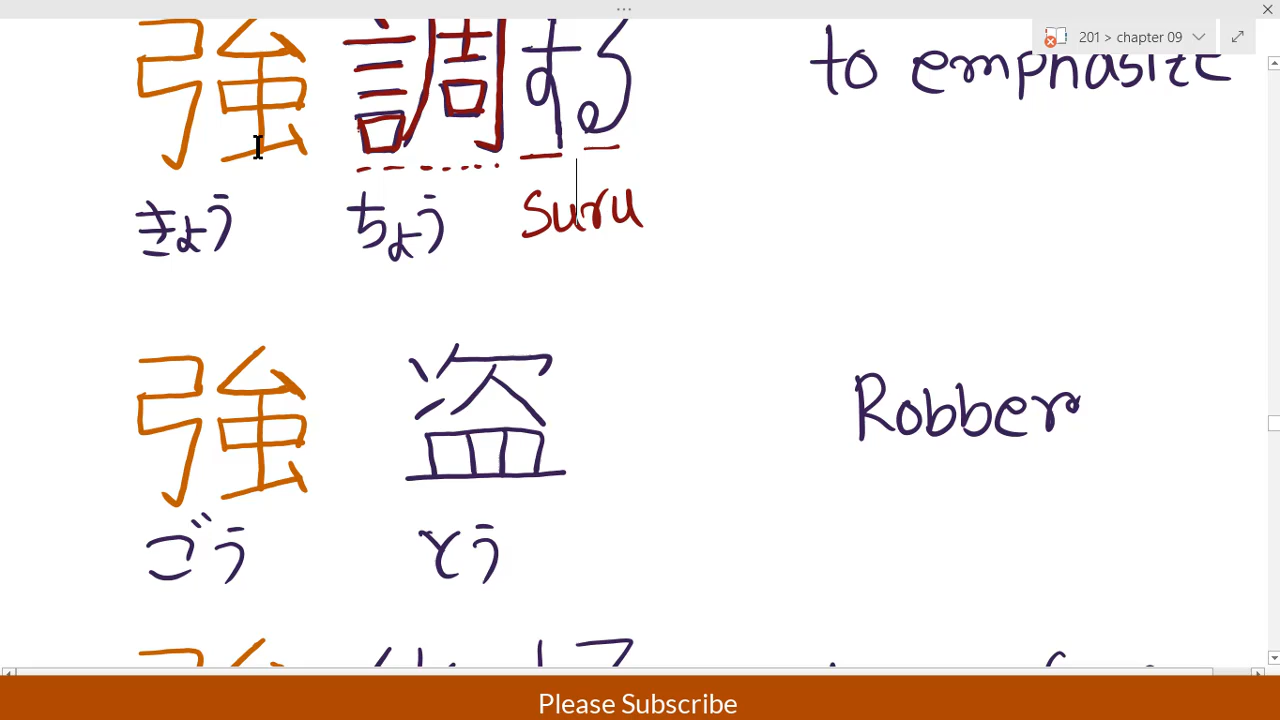 201 > chapter 09
強調する to emphasize
きょう ちょう suru
強盗 Robber
ごう とう
Please Subscribe